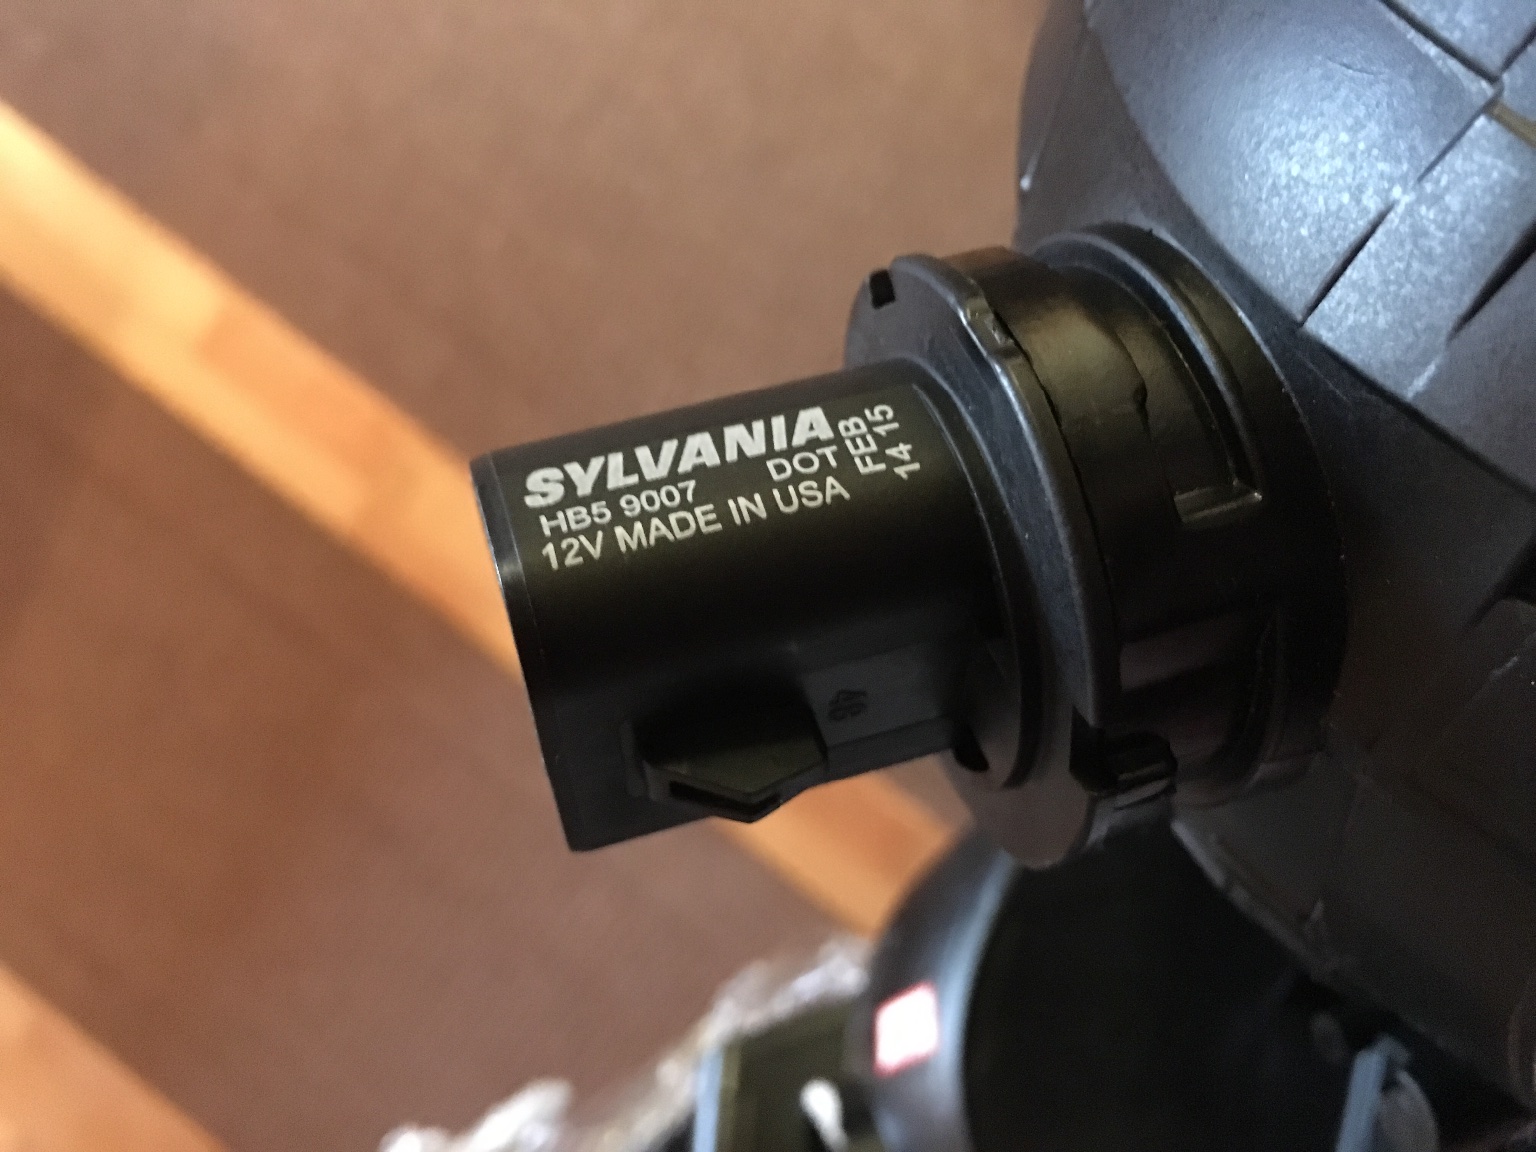 SYLVANIA
HB5 9007 DOT
12V MADE IN USA
FEB
14 15